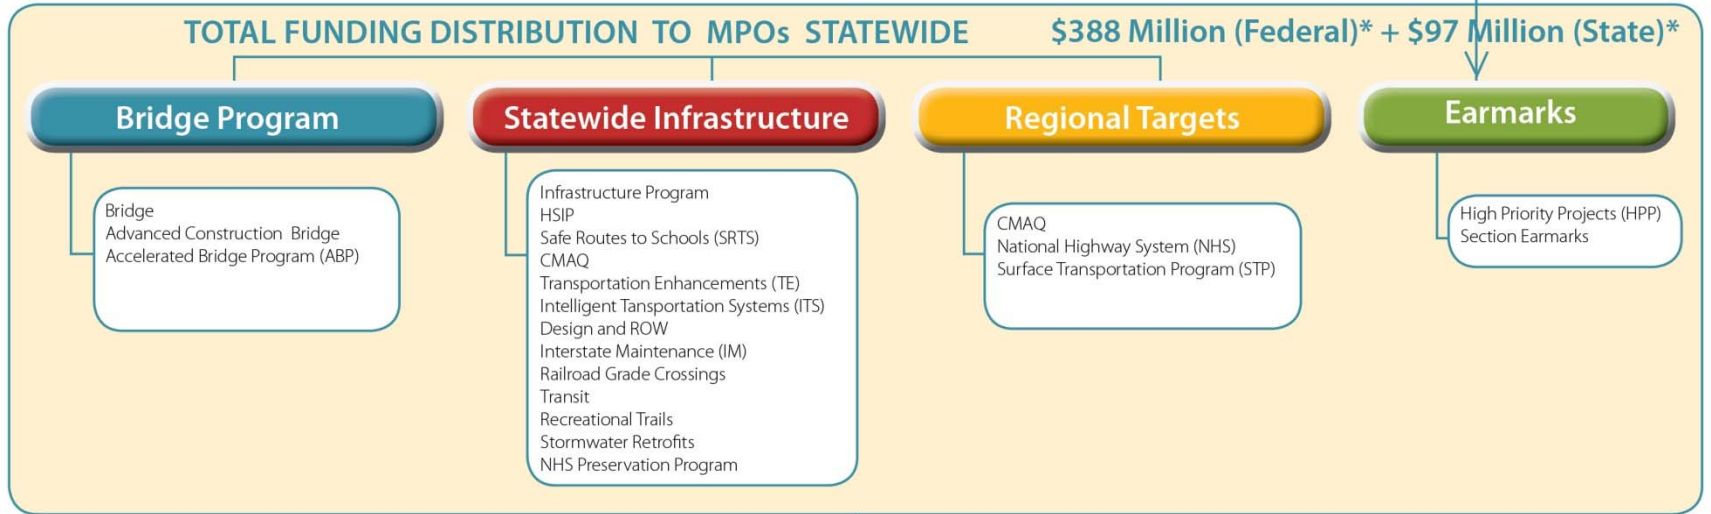 TOTAL FUNDING DISTRIBUTION TO MPOs STATEWIDE $388 Million (Federal)* + $97 Million (State)*
Bridge Program
Bridge
Advanced Construction Bridge
Accelerated Bridge Program (ABP)
Statewide Infrastructure
Infrastructure Program
HSIP
Safe Routes to Schools (SRTS)
CMAQ
Transportation Enhancements (TE)
Intelligent Tansportation Systems (ITS)
Design and ROW
Interstate Maintenance (IM)
Railroad Grade Crossings
Transit
Recreational Trails
Stormwater Retrofits
NHS Preservation Program
Regional Targets
CMAQ
National Highway System (NHS)
Surface Transportation Program (STP)
Earmarks
High Priority Projects (HPP)
Section Earmarks